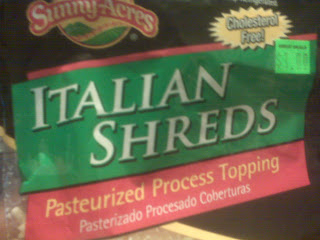 Sunny Acres
Cholesterol
Free!
ITALIAN
SHREDS
Pasteurized Process Topping
Pasterizado Procesado Coberturas